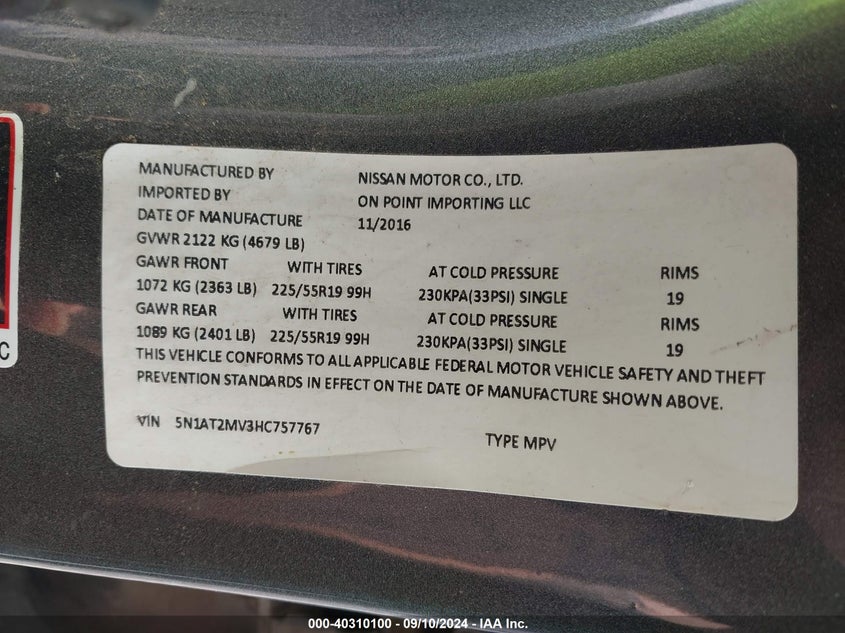 MANUFACTURED BY NISSAN MOTOR CO., LTD.
IMPORTED BY ON POINT IMPORTING LLC
DATE OF MANUFACTURE 11/2016
GVWR 2122 KG (4679 LB)
GAWR FRONT WITH TIRES AT COLD PRESSURE RIMS
1072 KG (2363 LB) 225/55R19 99H 230KPA(33PSI) SINGLE 19
GAWR REAR WITH TIRES AT COLD PRESSURE RIMS
1089 KG (2401 LB) 225/55R19 99H 230KPA(33PSI) SINGLE 19
THIS VEHICLE CONFORMS TO ALL APPLICABLE FEDERAL MOTOR VEHICLE SAFETY AND THEFT
PREVENTION STANDARDS IN EFFECT ON THE DATE OF MANUFACTURE SHOWN ABOVE.
VIN 5N1AT2MV3HC757767 TYPE MPV
C
000-40310100 - 09/10/2024 - IAA Inc.